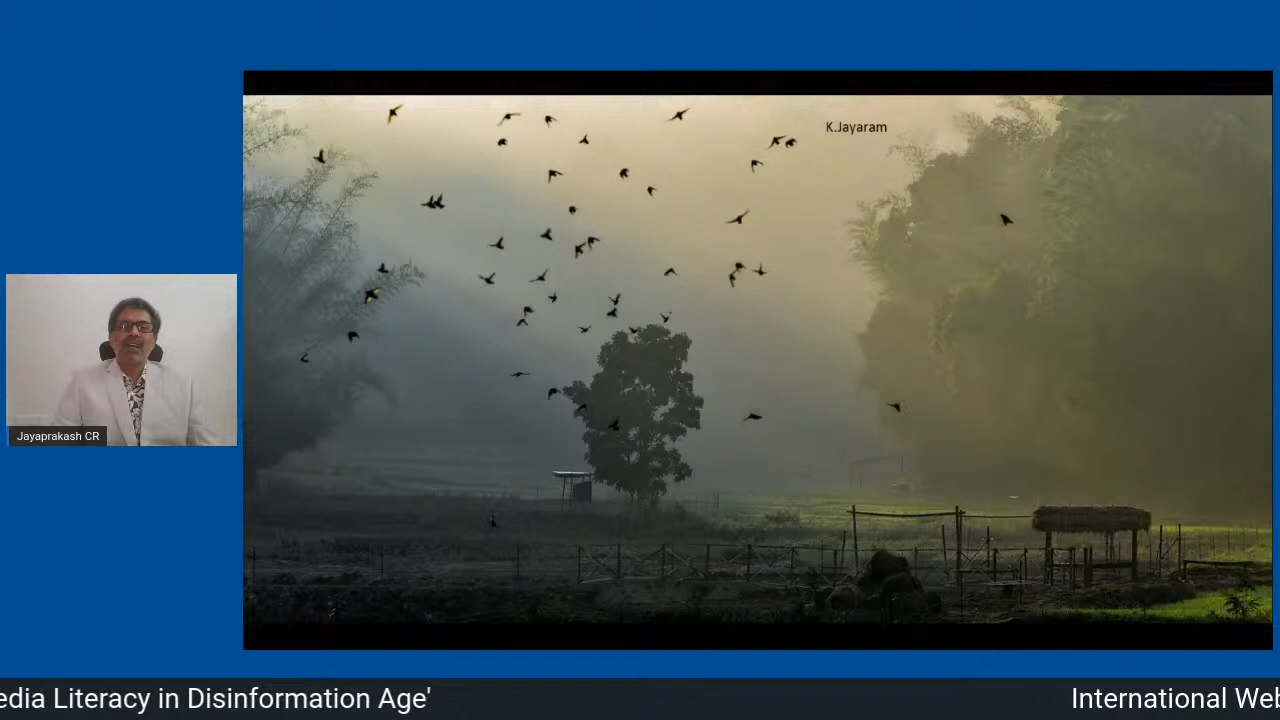 K.Jayaram
Jayaprakash CR
edia Literacy in Disinformation Age'
International Web